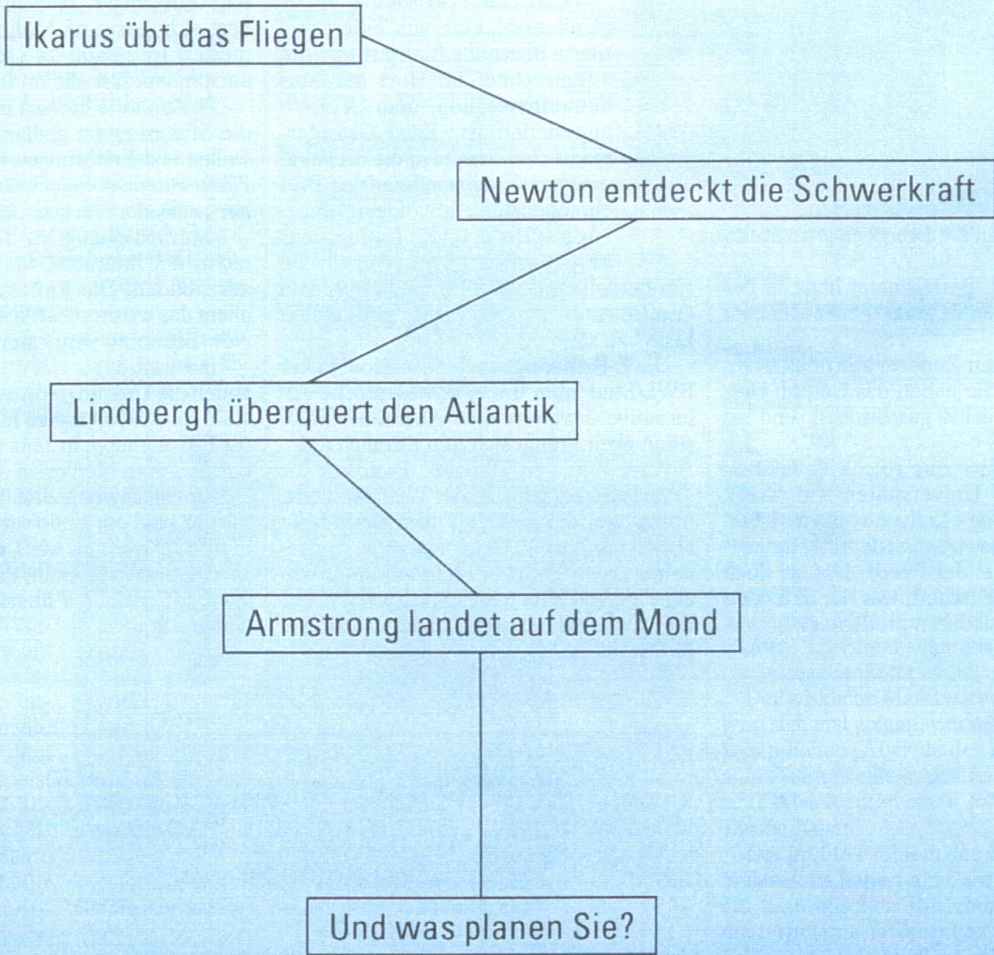 Ikarus übt das Fliegen
Newton entdeckt die Schwerkraft
Lindbergh überquert den Atlantik
Armstrong landet auf dem Mond
Und was planen Sie?